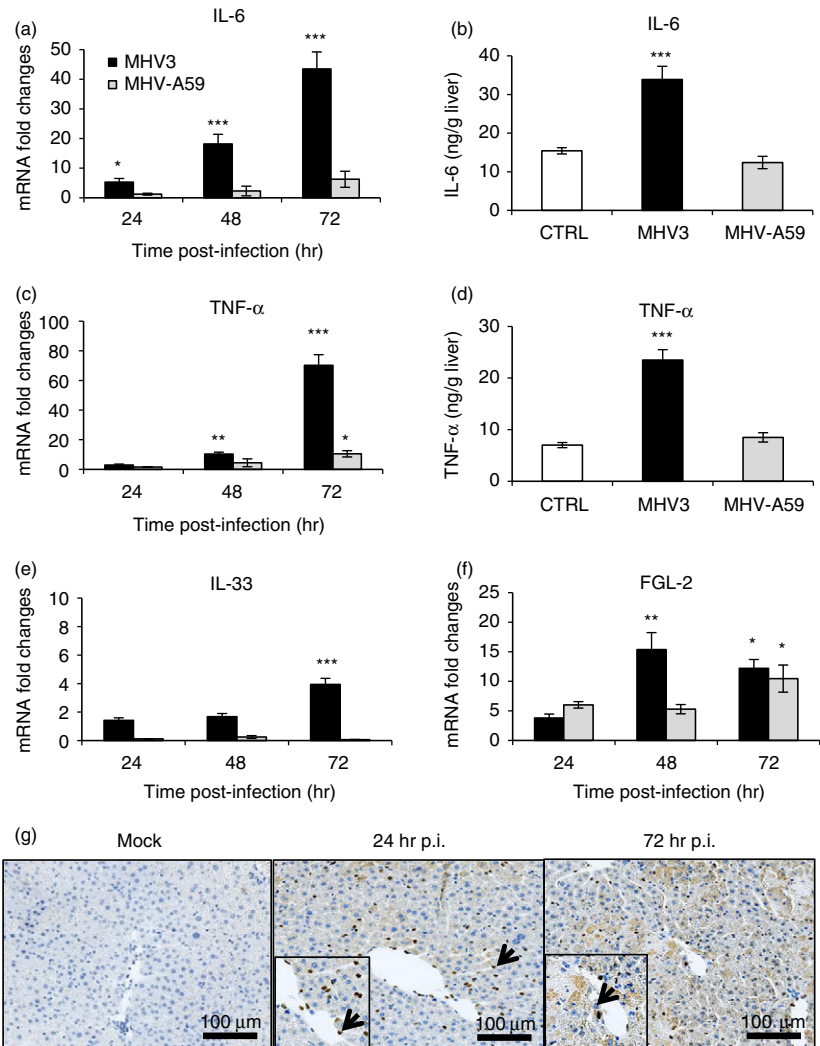 (a)
IL-6
mRNA fold changes
50
40
30
20
10
0
MHV3
MHV-A59
*
***
***
24 48 72
Time post-infection (hr)
(b)
IL-6
IL-6 (ng/g liver)
40
30
20
10
0
***
CTRL MHV3 MHV-A59
(c)
TNF-α
mRNA fold changes
100
80
60
40
20
0
**
***
*
24 48 72
Time post-infection (hr)
(d)
TNF-α
TNF-α (ng/g liver)
30
20
10
0
***
CTRL MHV3 MHV-A59
(e)
IL-33
mRNA fold changes
10
8
6
4
2
0
***
24 48 72
Time post-infection (hr)
(f)
FGL-2
mRNA fold changes
25
20
15
10
5
0
**
* *
24 48 72
Time post-infection (hr)
(g)
Mock 24 hr p.i. 72 hr p.i.
100 μm 100 μm 100 μm